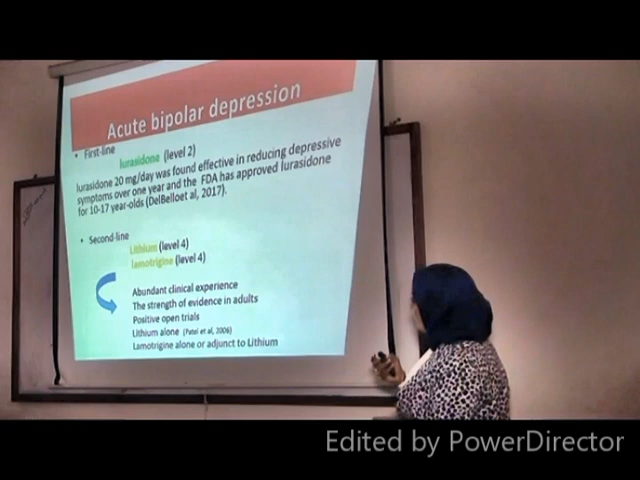 Acute bipolar depression
• First-line
lurasidone (level 2)
lurasidone 20 mg/day was found effective in reducing depressive
symptoms over one year and the FDA has approved lurasidone
for 10-17 year-olds (DelBelloet al, 2017).
• Second-line
Lithium (level 4)
lamotrigine (level 4)
Abundant clinical experience
The strength of evidence in adults
Positive open trials
Lithium alone (Patel et al, 2006)
Lamotrigine alone or adjunct to Lithium
Edited by PowerDirector